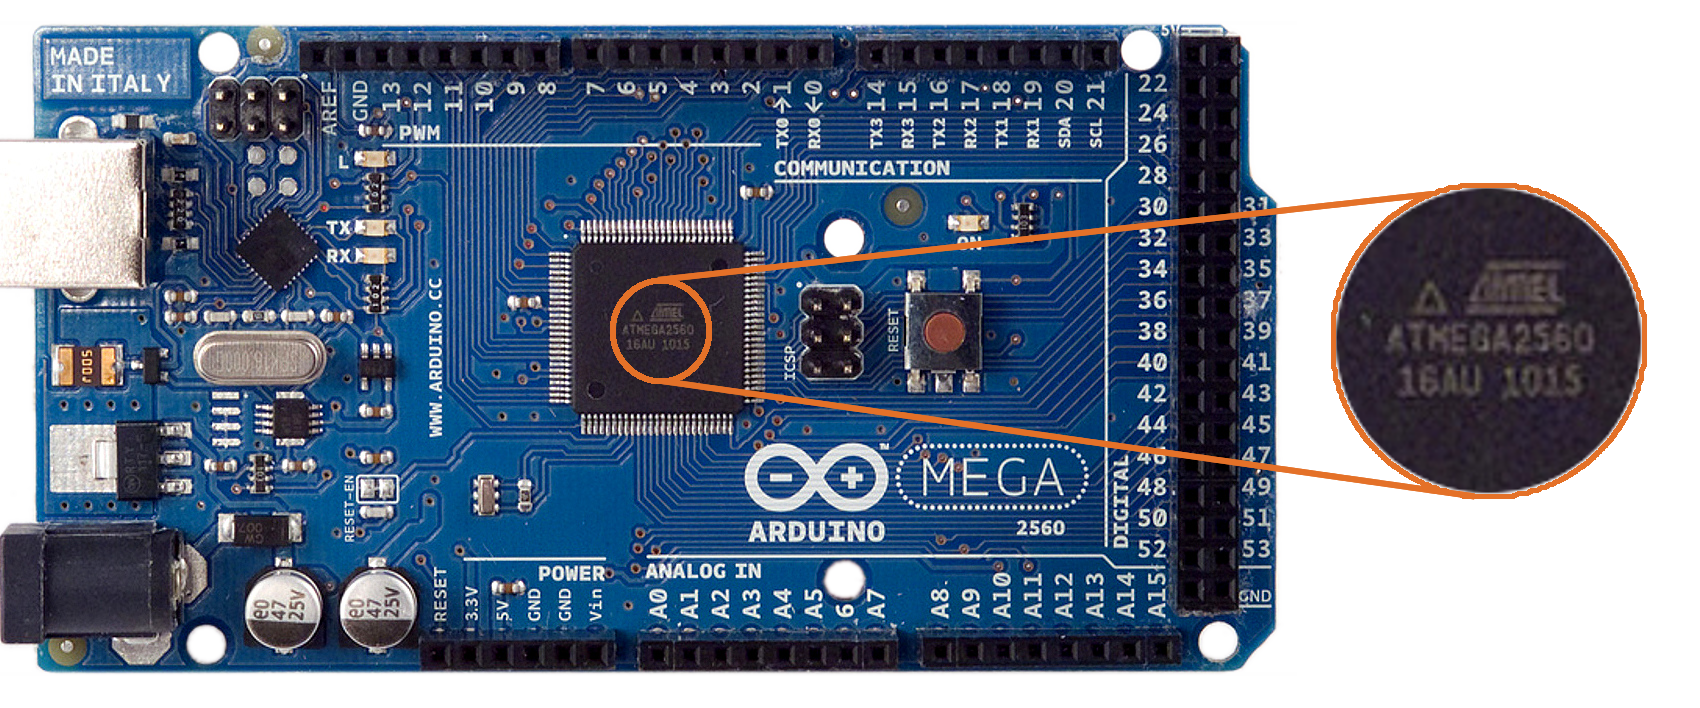 MADE
IN ITALY
AREF
GND
13
12
11
10
9
8
7
6
5
4
3
2
TX0→1
RX0←0
TX3 14
RX3 15
TX2 16
RX2 17
TX1 18
RX1 19
SDA 20
SCL 21
5V
PWM
COMMUNICATION
L
TX
RX
ON
22
24
26
28
30
31
32
33
34
35
36
37
38
39
40
41
42
43
44
45
46
47
48
49
50
51
52
53
GND
DIGITAL
WWW.ARDUINO.CC
ATMEL
ATMEGA2560
16AU 1015
ICSP
RESET
ARDUINO
MEGA
2560
RESET-EN
47
25V
47
25V
POWER
RESET
3.3V
5V
GND
GND
Vin
ANALOG IN
A0
A1
A2
A3
A4
A5
6
A7
A8
A9
A10
A11
A12
A13
A14
A15
ATMEL
ATMEGA2560
16AU 1015